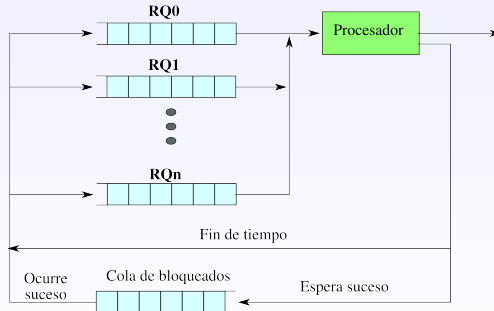 RQ0
Procesador
RQ1
RQn
Fin de tiempo
Ocurre
suceso
Cola de bloqueados
Espera suceso